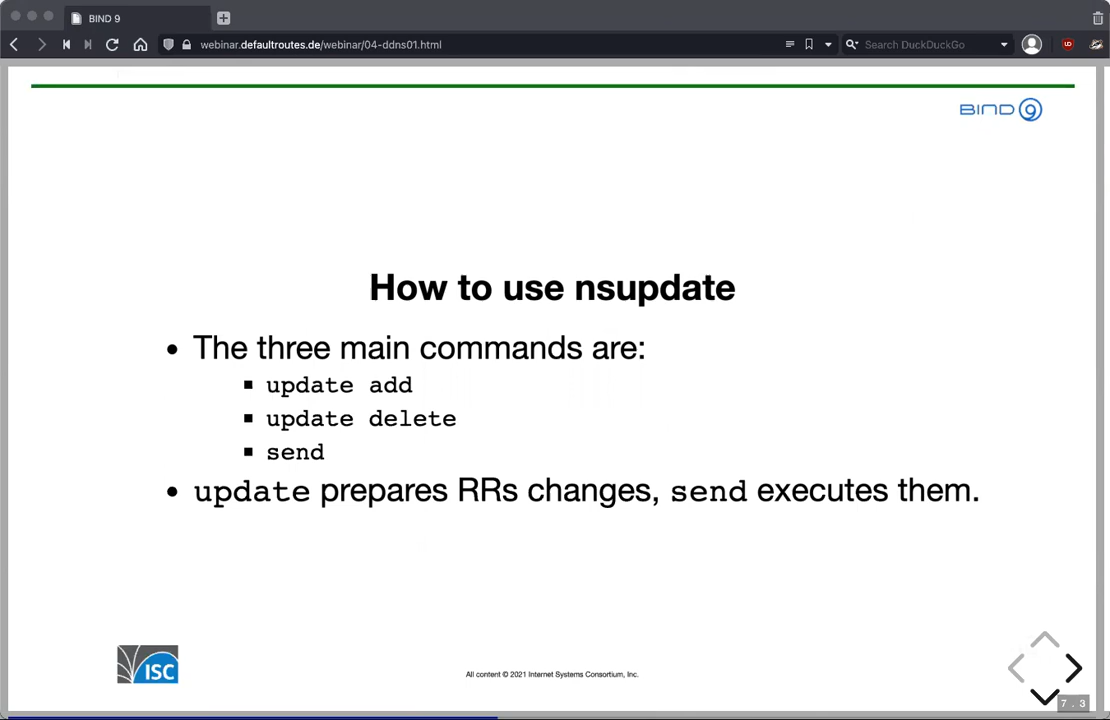 BIND 9
webinar.defaultroutes.de/webinar/04-ddns01.html
Search DuckDuckGo
BIND 9
How to use nsupdate
The three main commands are:
update add
update delete
send
update prepares RRs changes, send executes them.
ISC
All content © 2021 Internet Systems Consortium, Inc.
7 . 3